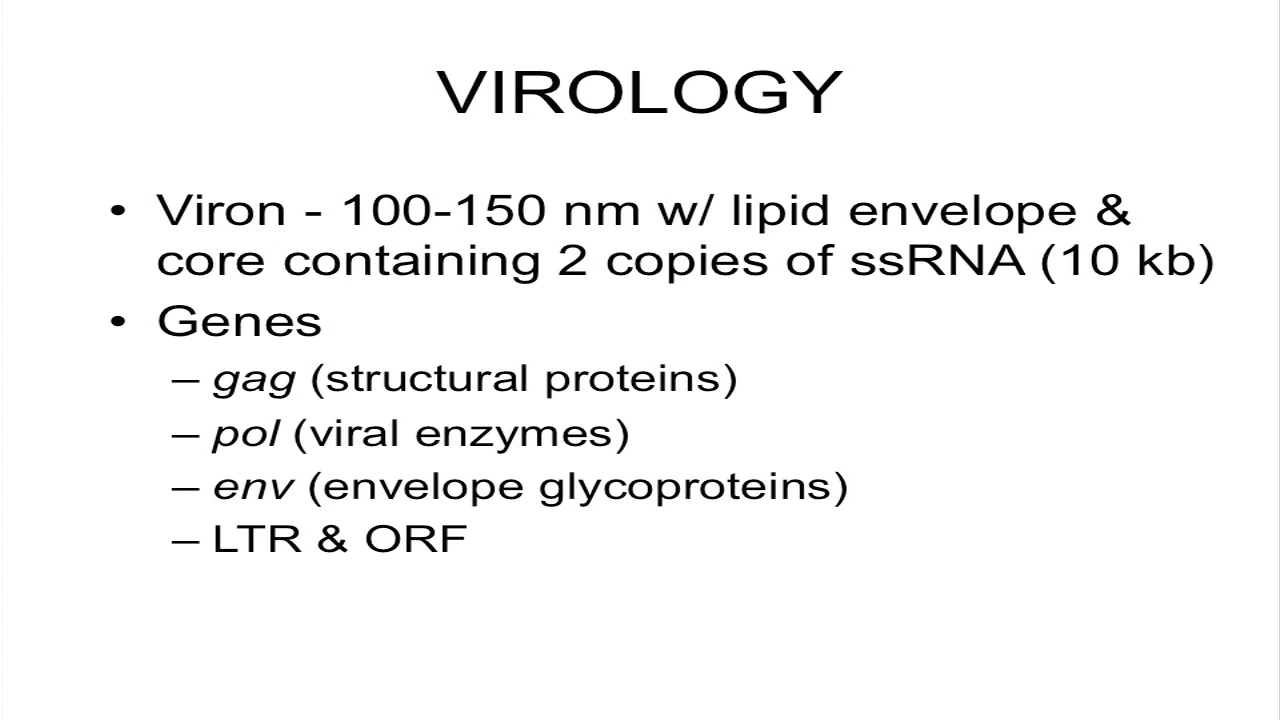 VIROLOGY
• Viron - 100-150 nm w/ lipid envelope &
core containing 2 copies of ssRNA (10 kb)
• Genes
– gag (structural proteins)
– pol (viral enzymes)
– env (envelope glycoproteins)
– LTR & ORF